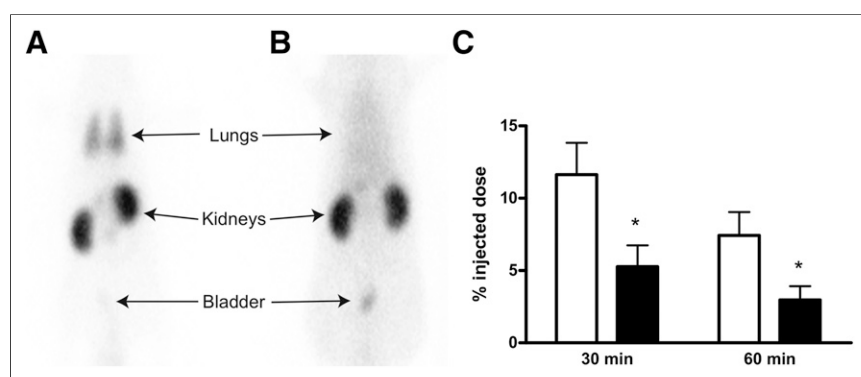 A
B
C
Lungs
Kidneys
Bladder
% injected dose
15
10
5
0
*
*
30 min
60 min